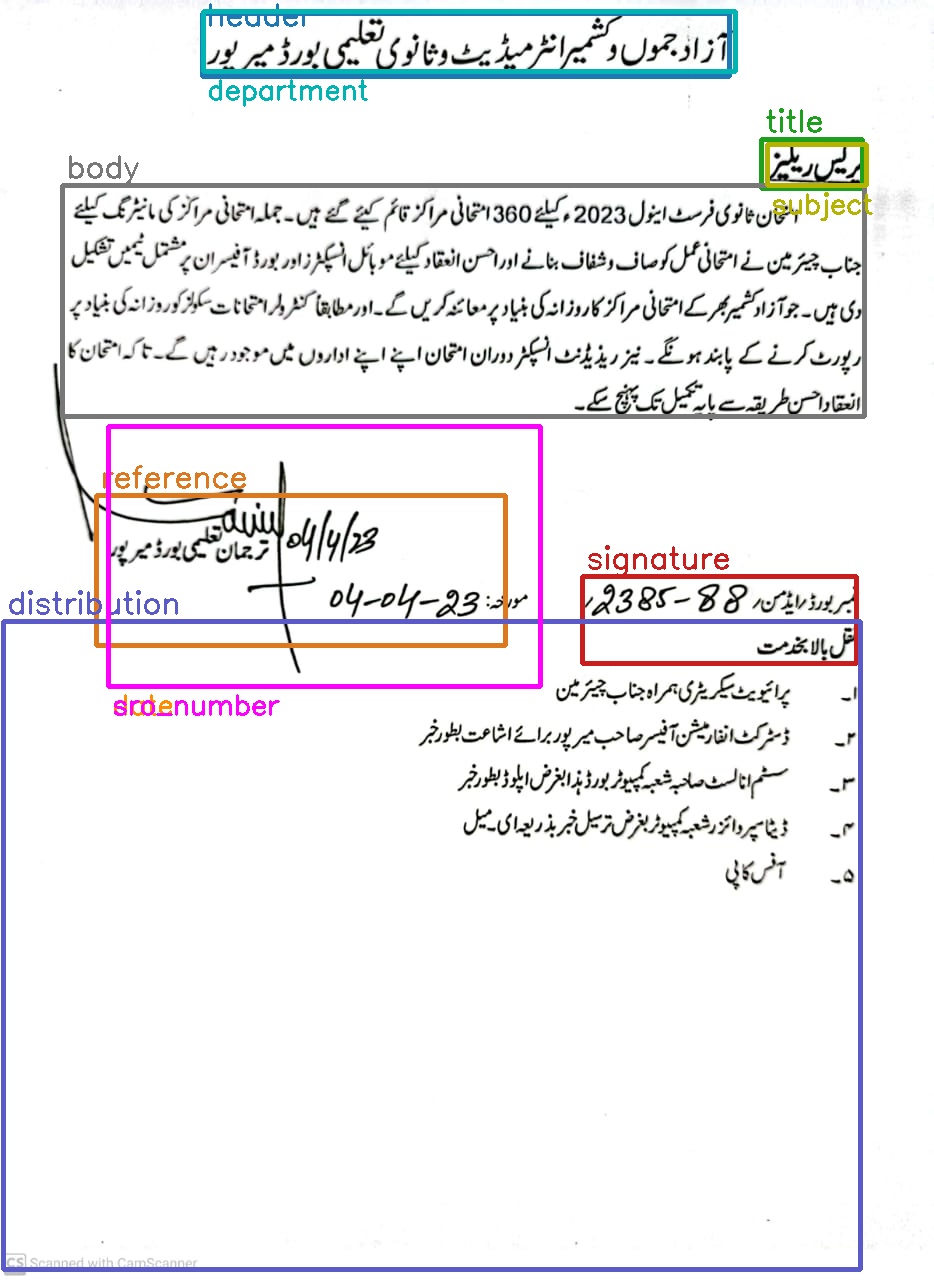 header
آزاد جموں و کشمیر انٹرمیڈیٹ و ثانوی تعلیمی بورڈ میرپور
department
title
پریس ریلیز
body
subject
امتحان ثانوی فرسٹ اینول 2023ء کیلئے 360 امتحانی مراکز قائم کیئے گئے ہیں۔ جملہ امتحانی مراکز کی مانیٹرنگ کیلئے
جناب چیئرمین نے امتحانی عمل کو صاف و شفاف بنانے اور احسن انعقاد کیلئے موبائل انسپکٹرز اور بورڈ آفیسران پر مشتمل ٹیمیں تشکیل
دی ہیں۔ جو آزاد کشمیر بھر کے امتحانی مراکز کا روزانہ کی بنیاد پر معائنہ کریں گے۔ اور مطابقاً کنٹرولر امتحانات سکولز کو روزانہ کی بنیاد پر
رپورٹ کرنے کے پابند ہونگے۔ نیز ریذیڈنٹ انسپکٹر دوران امتحان اپنے اپنے اداروں میں موجود رہیں گے۔ تاکہ امتحان کا
انعقاد احسن طریقہ سے پایہ تکمیل تک پہنچ سکے۔
reference
04/4/23
ترجمان تعلیمی بورڈ میرپور
signature
distribution
نمبر بورڈ/ایڈمن/ 2385-88/ مورخہ: 04-04-23
نقل بالا بخدمت
۱۔ پرائیویٹ سیکریٹری ہمراہ جناب چیئرمین
sro_number
۲۔ ڈسٹرکٹ انفارمیشن آفیسر صاحب میرپور برائے اشاعت بطور خبر
۳۔ سسٹم انالسٹ صاحبہ شعبہ کمپیوٹر بورڈ ہذا بغرض اپلوڈ بطور خبر
۴۔ ڈیٹا سپروائزر شعبہ کمپیوٹر بغرض ترسیل خبر بذریعہ ای۔میل
۵۔ آفس کاپی
CS Scanned with CamScanner